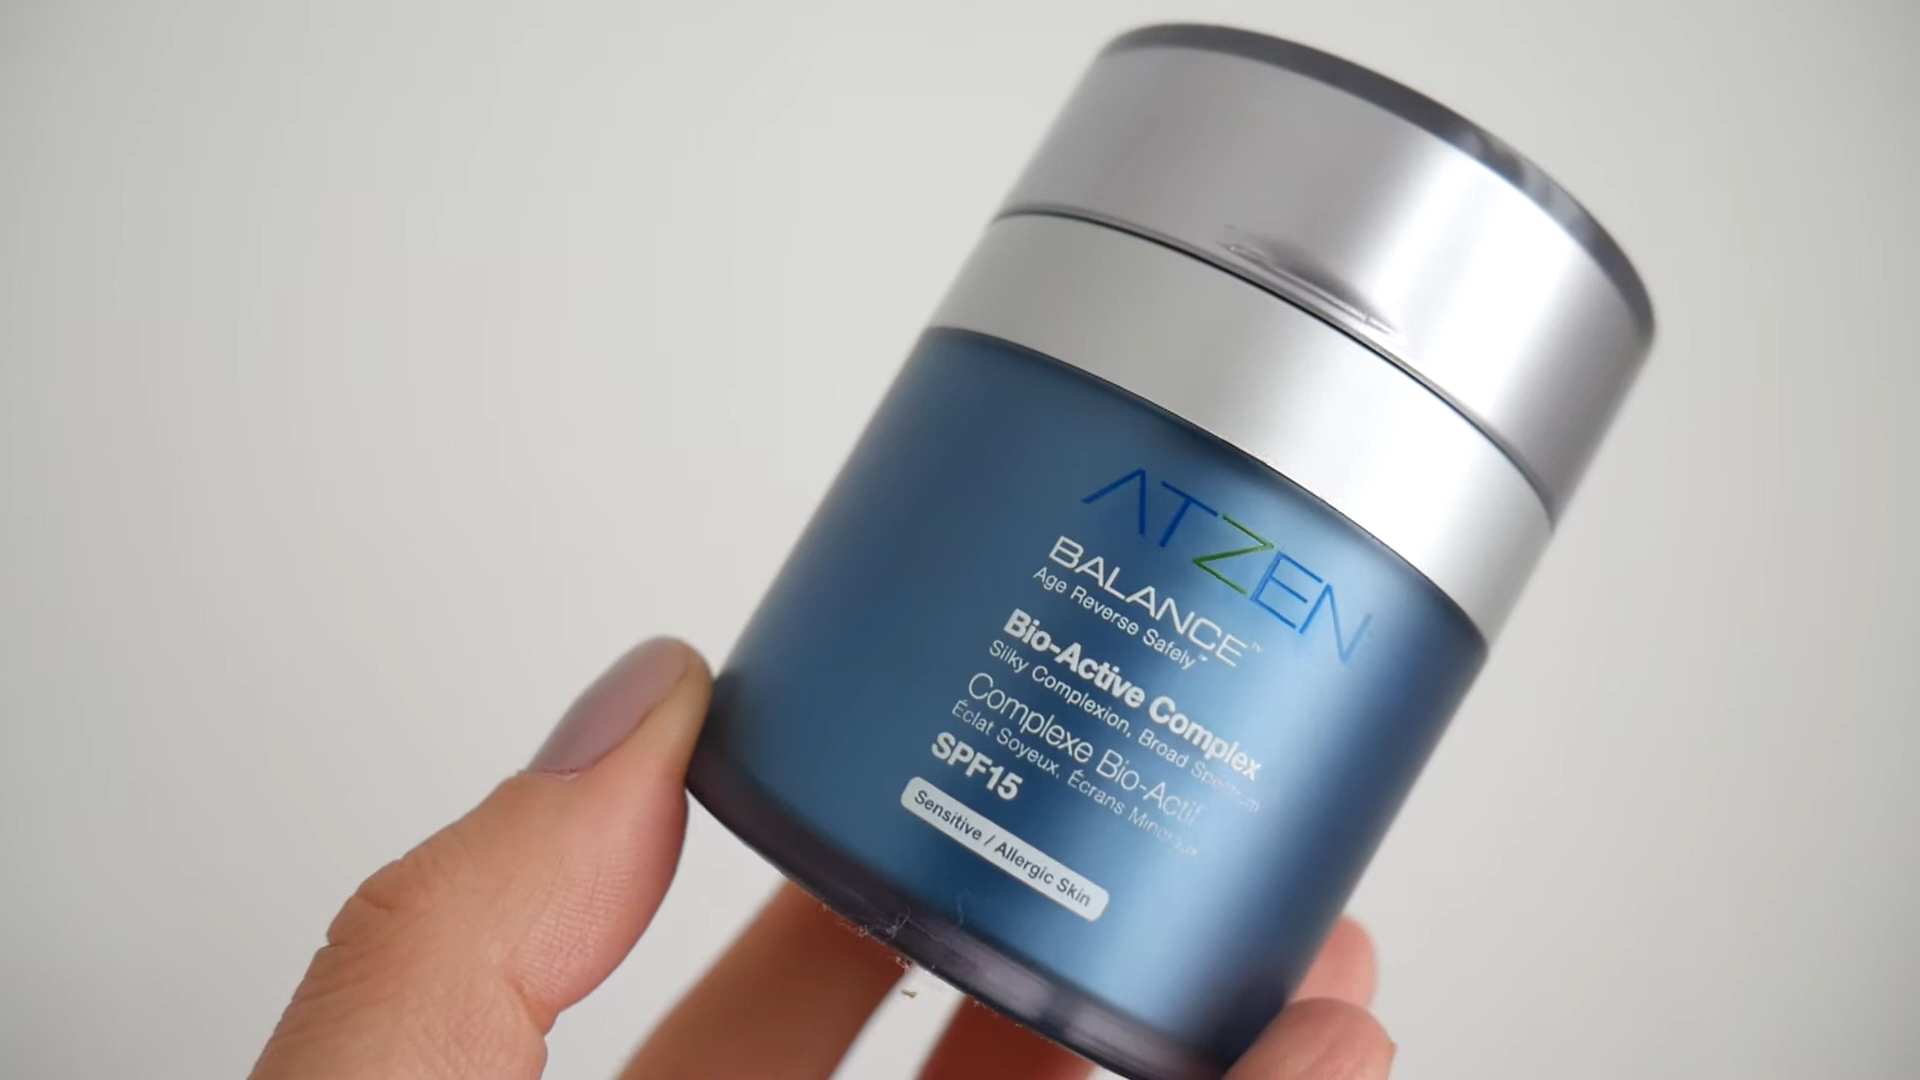 ATZEN
BALANCE™
Age Reverse Safely™
Bio-Active Complex
Silky Complexion, Broad Spectrum
Complexe Bio-Actif
Éclat Soyeux, Écrans Minéraux
SPF15
Sensitive / Allergic Skin